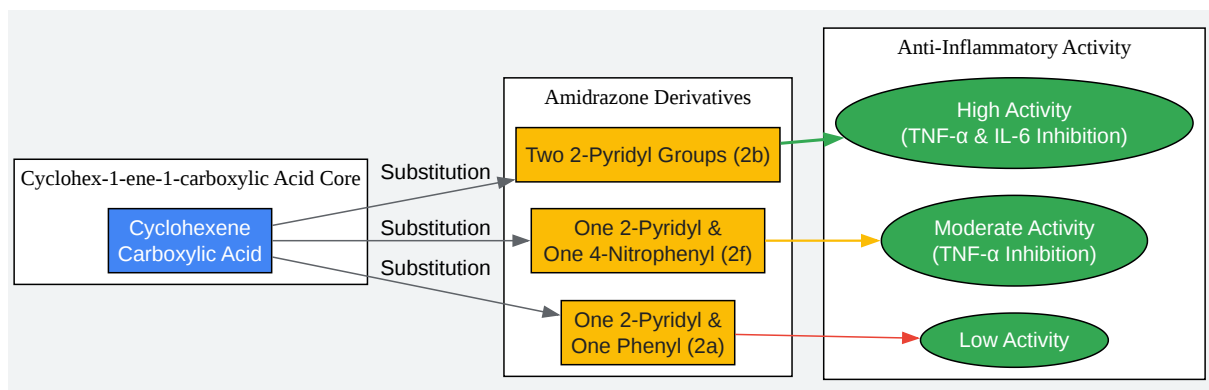 Cyclohex-1-ene-1-carboxylic Acid Core
Cyclohexene
Carboxylic Acid
Substitution
Substitution
Substitution
Amidrazone Derivatives
Two 2-Pyridyl Groups (2b)
One 2-Pyridyl &
One 4-Nitrophenyl (2f)
One 2-Pyridyl &
One Phenyl (2a)
Anti-Inflammatory Activity
High Activity
(TNF-α & IL-6 Inhibition)
Moderate Activity
(TNF-α Inhibition)
Low Activity